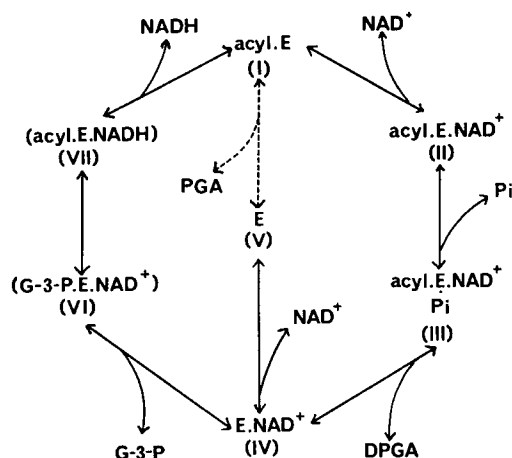 NADH
acyl.E
(I)
NAD+
(acyl.E.NADH)
(VII)
acyl.E.NAD+
(II)
PGA
Pi
E
(V)
(G-3-P.E.NAD+)
(VI)
acyl.E.NAD+
Pi
(III)
NAD+
E.NAD+
(IV)
G-3-P
DPGA